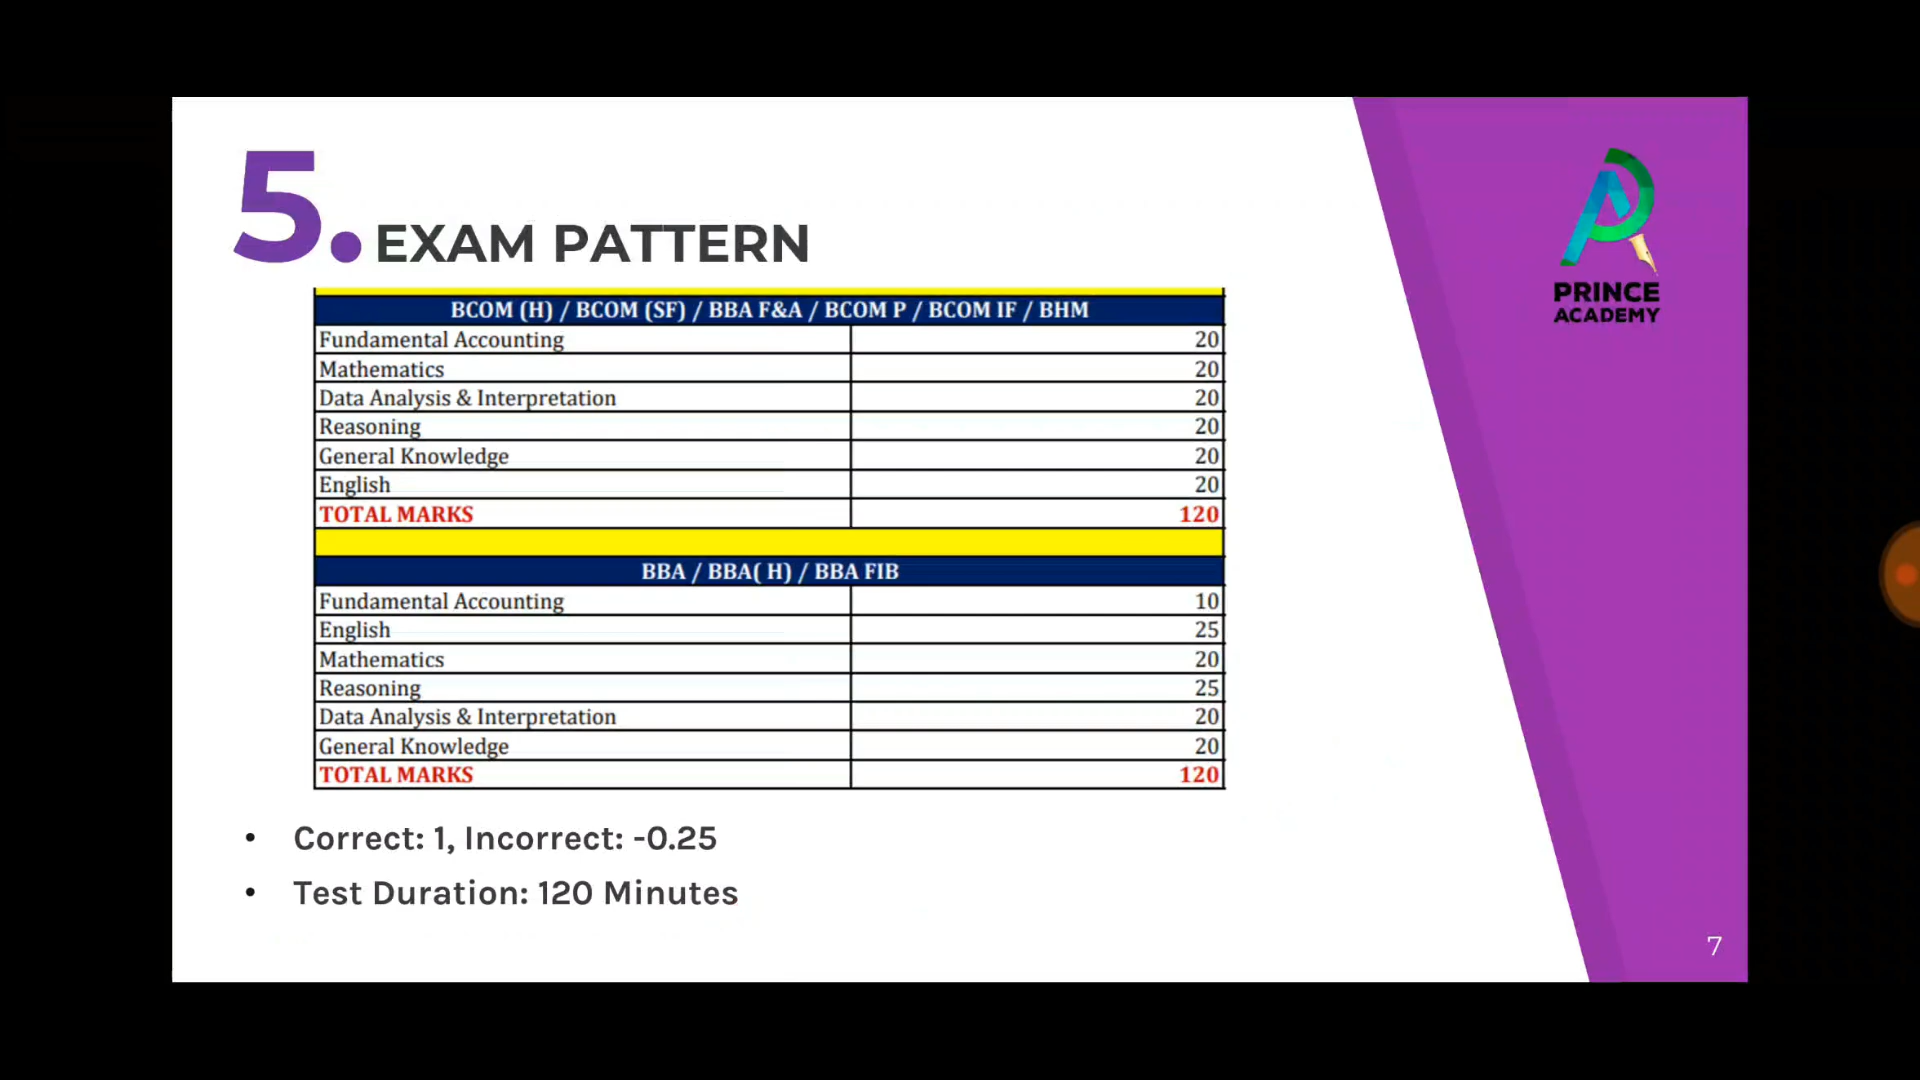 5. EXAM PATTERN
PRINCE
ACADEMY
BCOM (H) / BCOM (SF) / BBA F&A / BCOM P / BCOM IF / BHM
Fundamental Accounting 20
Mathematics 20
Data Analysis & Interpretation 20
Reasoning 20
General Knowledge 20
English 20
TOTAL MARKS 120
BBA / BBA( H) / BBA FIB
Fundamental Accounting 10
English 25
Mathematics 20
Reasoning 25
Data Analysis & Interpretation 20
General Knowledge 20
TOTAL MARKS 120
• Correct: 1, Incorrect: -0.25
• Test Duration: 120 Minutes
7